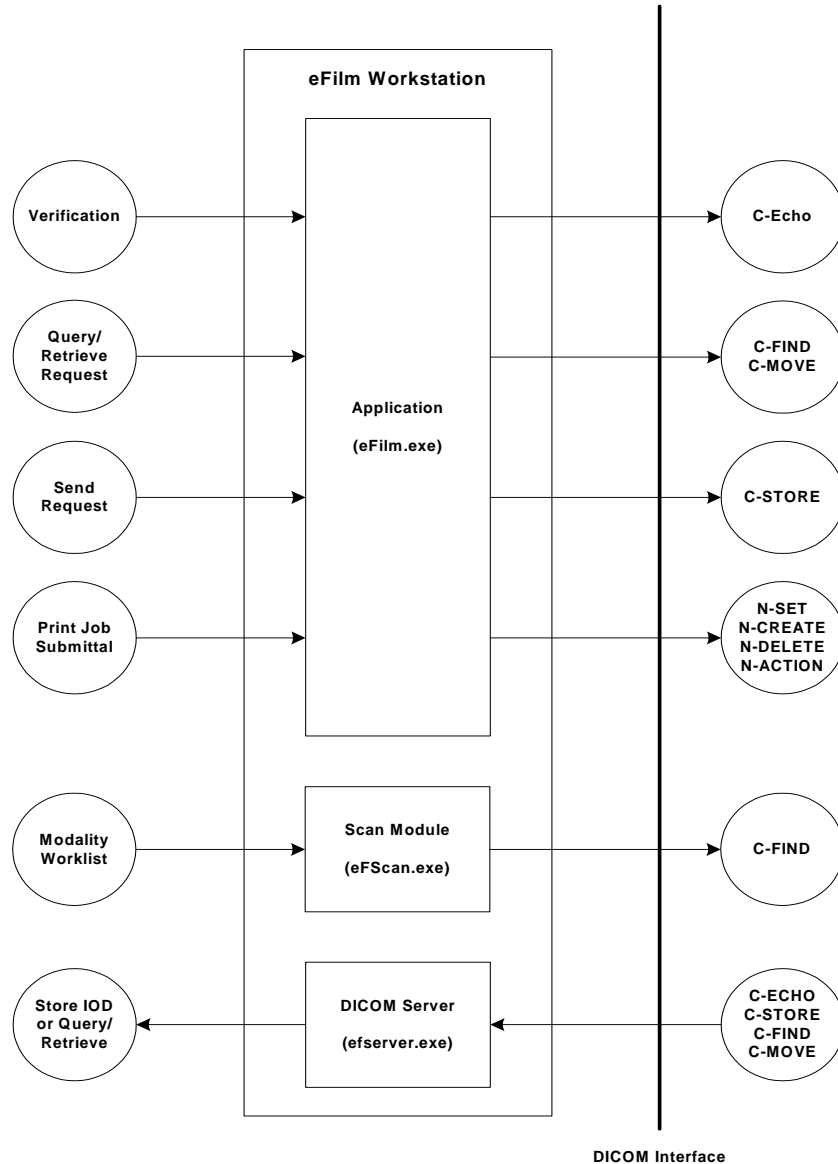 eFilm Workstation
Verification
C-Echo
Query/
Retrieve
Request
C-FIND
C-MOVE
Application
(eFilm.exe)
Send
Request
C-STORE
Print Job
Submittal
N-SET
N-CREATE
N-DELETE
N-ACTION
Modality
Worklist
Scan Module
(eFScan.exe)
C-FIND
Store IOD
or Query/
Retrieve
DICOM Server
(efserver.exe)
C-ECHO
C-STORE
C-FIND
C-MOVE
DICOM Interface